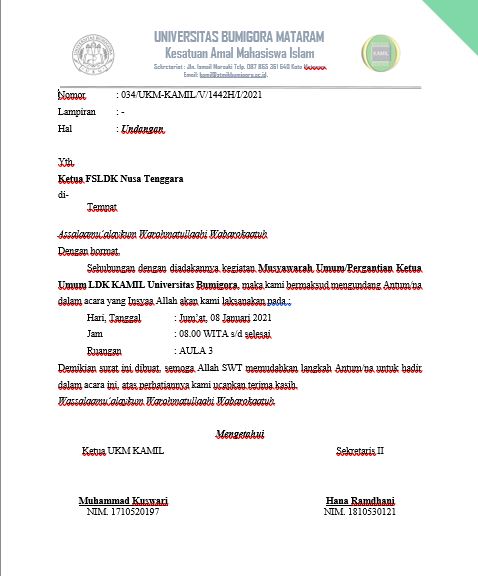 UNIVERSITAS BUMIGORA MATARAM
Kesatuan Amal Mahasiswa Islam
Sekretariat : Jln. Ismail Marzuki Telp. 087 865 361 640 Kota Mataram.
Email: kamil@stmikbumigora.ac.id.
Nomor : 034/UKM-KAMIL/V/1442H/I/2021
Lampiran : -
Hal : Undangan
Yth.
Ketua FSLDK Nusa Tenggara
di-
Tempat
Assalaamu'alaykum Warohmatullaahi Wabarokaatuh
Dengan hormat,
Sehubungan dengan diadakannya kegiatan Musyawarah Umum/Pergantian Ketua
Umum LDK KAMIL Universitas Bumigora, maka kami bermaksud mengundang Antum/na
dalam acara yang Insyaa Allah akan kami laksanakan pada :
Hari, Tanggal : Jum'at, 08 Januari 2021
Jam : 08.00 WITA s/d selesai
Ruangan : AULA 3
Demikian surat ini dibuat, semoga Allah SWT memudahkan langkah Antum/na untuk hadir
dalam acara ini, atas perhatiannya kami ucapkan terima kasih.
Wassalaamu'alaykum Warohmatullaahi Wabarokaatuh
Mengetahui
Ketua UKM KAMIL Sekretaris II
Muhammad Kuswari Hana Ramdhani
NIM. 1710520197 NIM. 1810530121